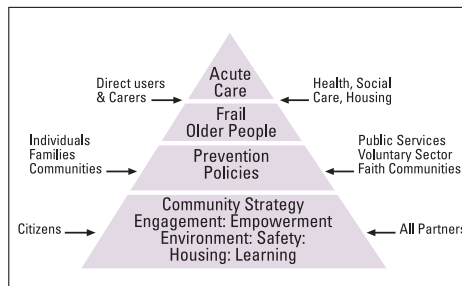 Acute
Care
Direct users
& Carers
Health, Social
Care, Housing
Frail
Older People
Individuals
Families
Communities
Prevention
Policies
Public Services
Voluntary Sector
Faith Communities
Community Strategy
Engagement: Empowerment
Environment: Safety:
Housing: Learning
Citizens
All Partners